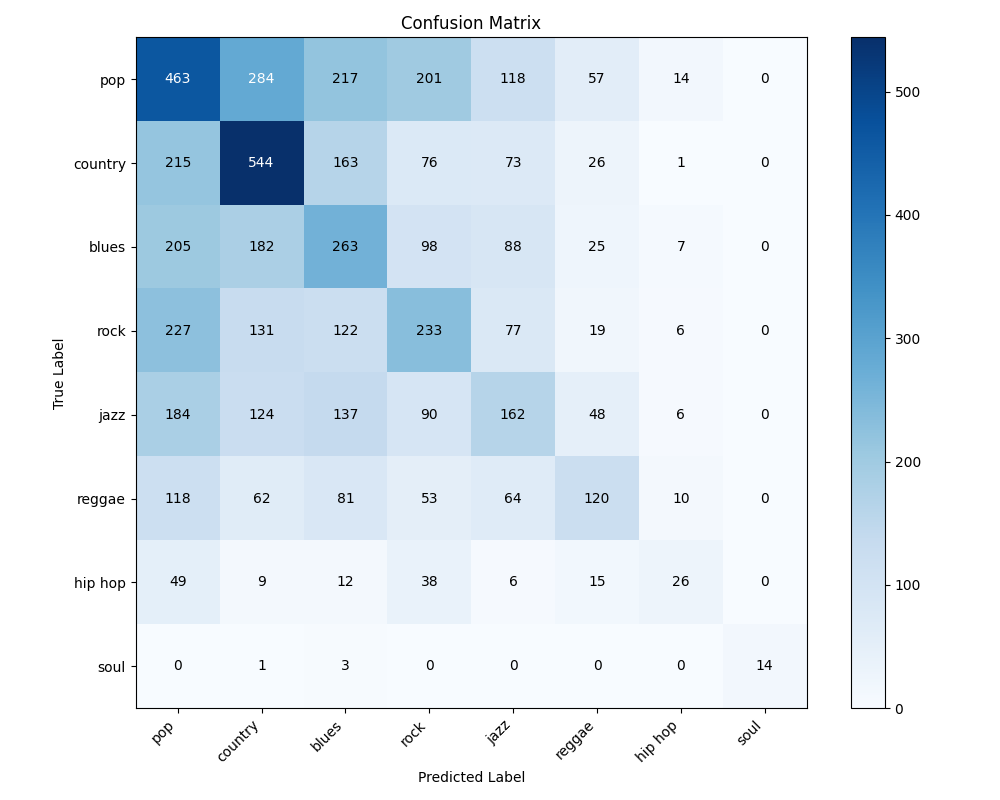 Confusion Matrix
pop 463 284 217 201 118 57 14 0
country 215 544 163 76 73 26 1 0
blues 205 182 263 98 88 25 7 0
rock 227 131 122 233 77 19 6 0
jazz 184 124 137 90 162 48 6 0
reggae 118 62 81 53 64 120 10 0
hip hop 49 9 12 38 6 15 26 0
soul 0 1 3 0 0 0 0 14
True Label
pop country blues rock jazz reggae hip hop soul
Predicted Label
500
400
300
200
100
0